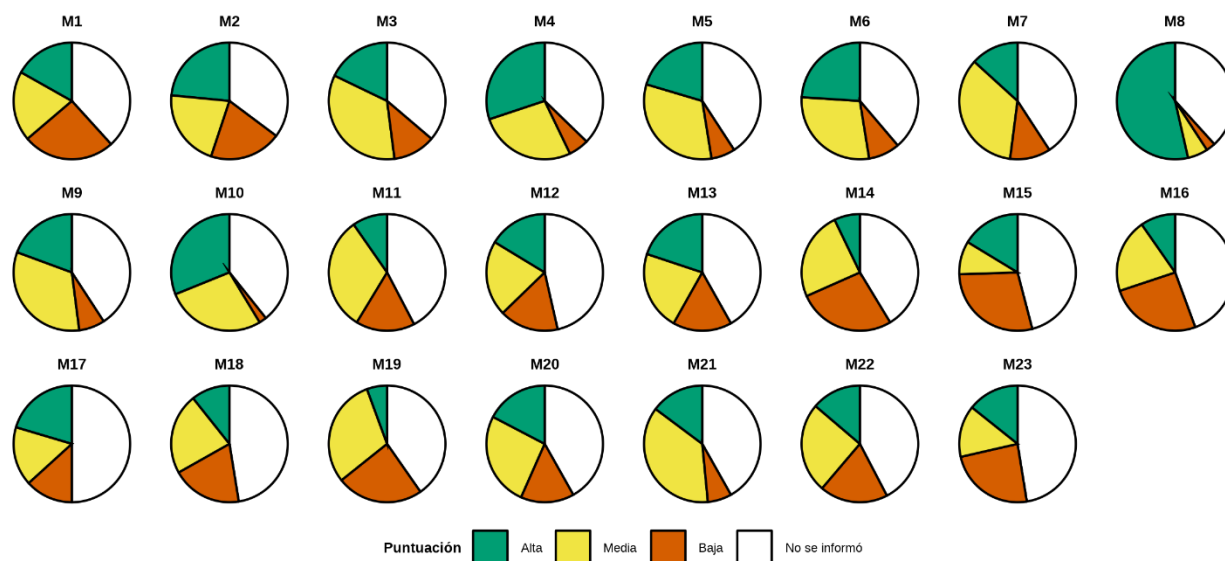 M1 M2 M3 M4 M5 M6 M7 M8
M9 M10 M11 M12 M13 M14 M15 M16
M17 M18 M19 M20 M21 M22 M23
Puntuación Alta Media Baja No se informó